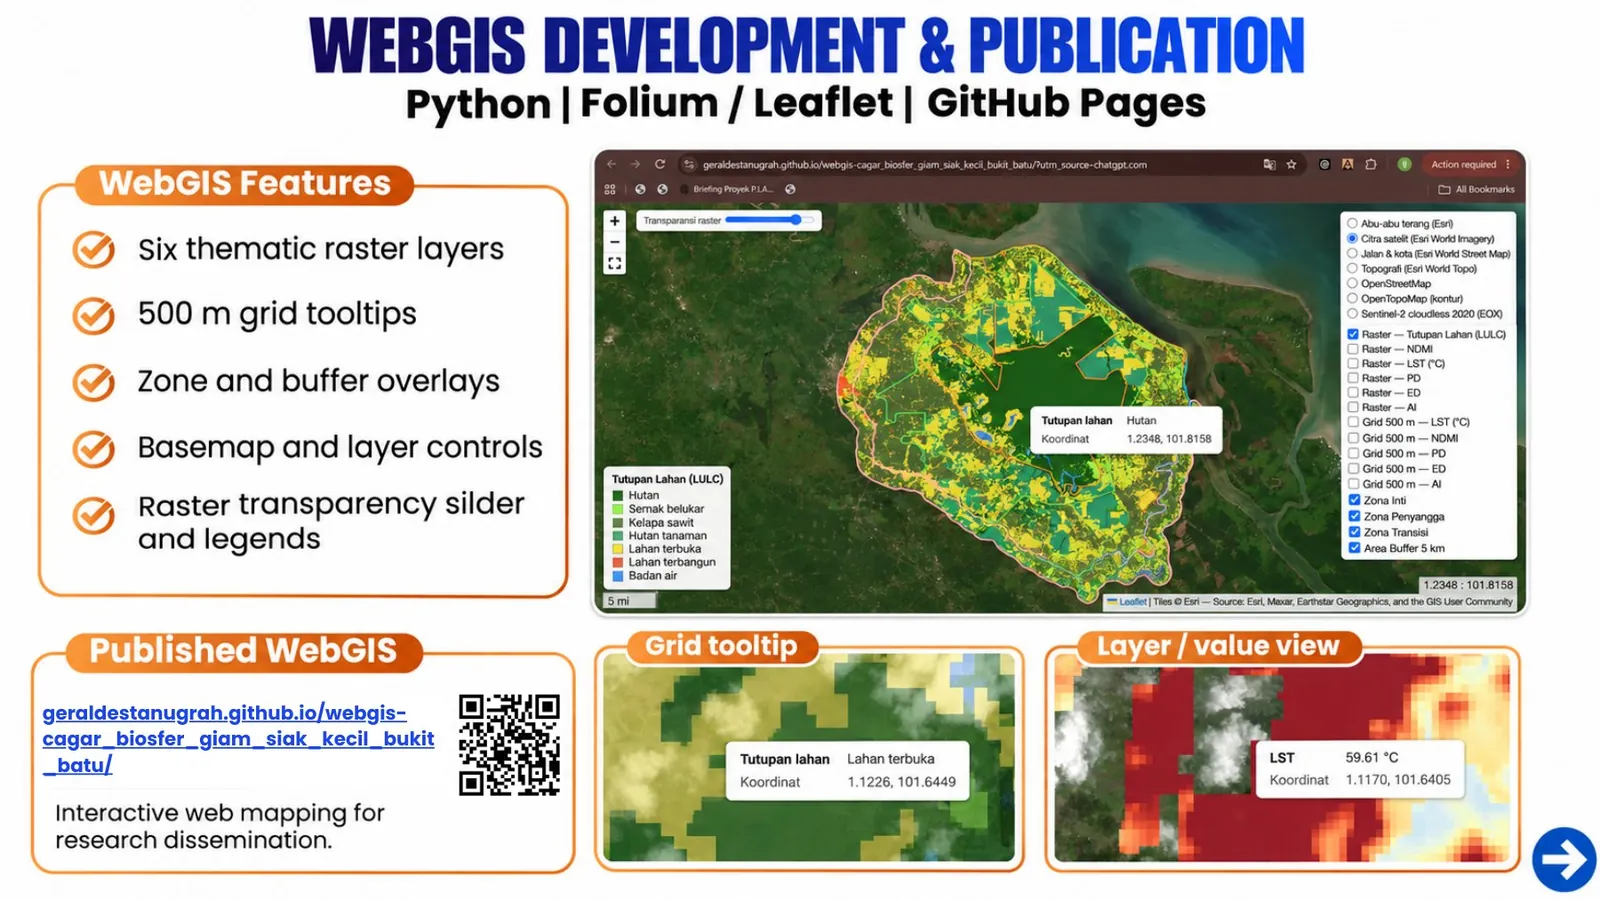 WEBGIS DEVELOPMENT & PUBLICATION
Python | Folium / Leaflet | GitHub Pages
WebGIS Features
Six thematic raster layers
500 m grid tooltips
Zone and buffer overlays
Basemap and layer controls
Raster transparency silder
and legends
geraldestanugrah.github.io/webgis-cagar_biosfer_giam_siak_kecil_bukit_batu/?utm_source-chatgpt.com
Action required
Briefing Proyek P.I.A...
All Bookmarks
+
Transparansi raster
−
Abu-abu terang (Esri)
Citra satelit (Esri World Imagery)
Jalan & kota (Esri World Street Map)
Topografi (Esri World Topo)
OpenStreetMap
OpenTopoMap (kontur)
Sentinel-2 cloudless 2020 (EOX)
Raster — Tutupan Lahan (LULC)
Raster — NDMI
Raster — LST (°C)
Raster — PD
Raster — ED
Raster — AI
Grid 500 m — LST (°C)
Grid 500 m — NDMI
Grid 500 m — PD
Grid 500 m — ED
Grid 500 m — AI
Zona Inti
Zona Penyangga
Zona Transisi
Area Buffer 5 km
Tutupan lahan Hutan
Koordinat 1.2348, 101.8158
Tutupan Lahan (LULC)
Hutan
Semak belukar
Kelapa sawit
Hutan tanaman
Lahan terbuka
Lahan terbangun
Badan air
5 mi
1.2348 : 101.8158
Leaflet | Tiles © Esri — Source: Esri, Maxar, Earthstar Geographics, and the GIS User Community
Published WebGIS
geraldestanugrah.github.io/webgis-
cagar_biosfer_giam_siak_kecil_bukit
_batu/
Interactive web mapping for
research dissemination.
Grid tooltip
Tutupan lahan Lahan terbuka
Koordinat 1.1226, 101.6449
Layer / value view
LST 59.61 °C
Koordinat 1.1170, 101.6405